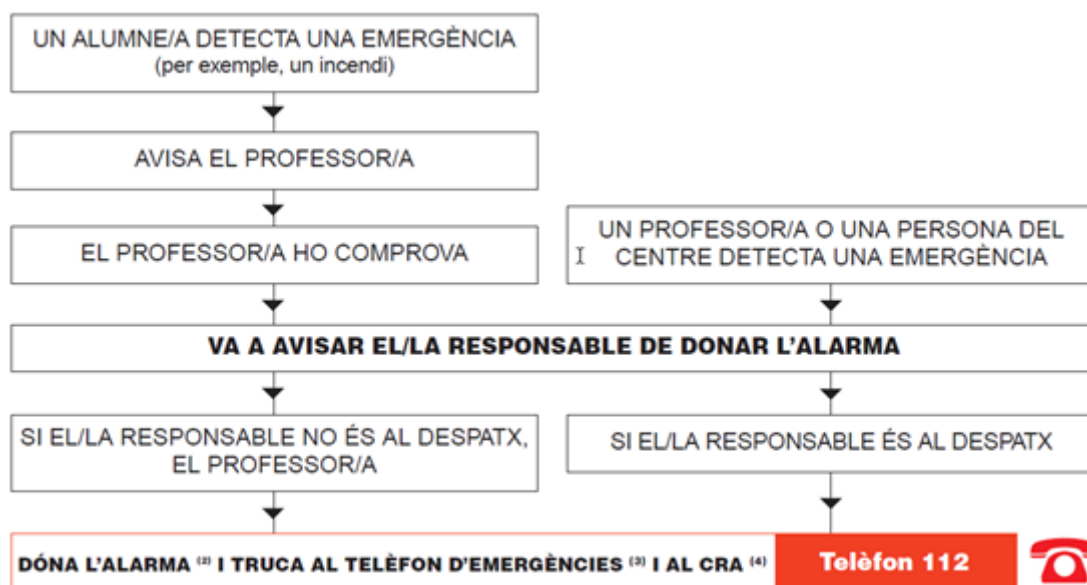 UN ALUMNE/A DETECTA UNA EMERGÈNCIA
(per exemple, un incendi)
AVISA EL PROFESSOR/A
EL PROFESSOR/A HO COMPROVA
UN PROFESSOR/A O UNA PERSONA DEL
CENTRE DETECTA UNA EMERGÈNCIA
VA A AVISAR EL/LA RESPONSABLE DE DONAR L'ALARMA
SI EL/LA RESPONSABLE NO ÉS AL DESPATX,
EL PROFESSOR/A
SI EL/LA RESPONSABLE ÉS AL DESPATX
DÓNA L'ALARMA (2) I TRUCA AL TELÈFON D'EMERGÈNCIES (3) I AL CRA (4)
Telèfon 112